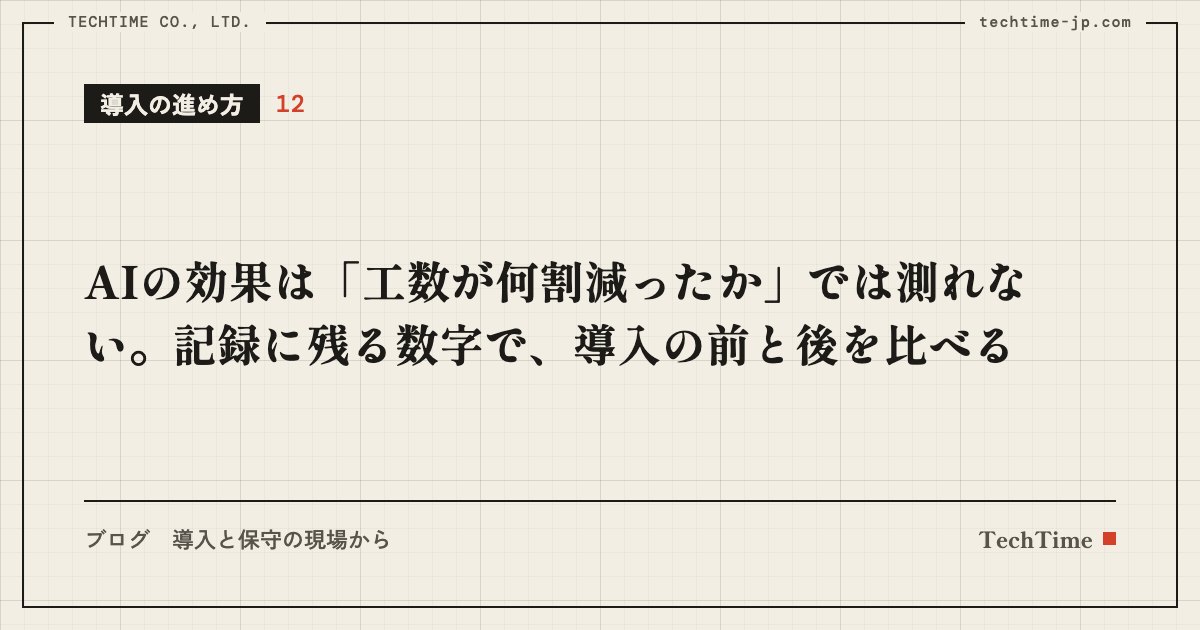 TECHTIME CO., LTD.
techtime-jp.com
導入の進め方 12
AIの効果は「工数が何割減ったか」では測れな
い。記録に残る数字で、導入の前と後を比べる
ブログ　導入と保守の現場から
TechTime